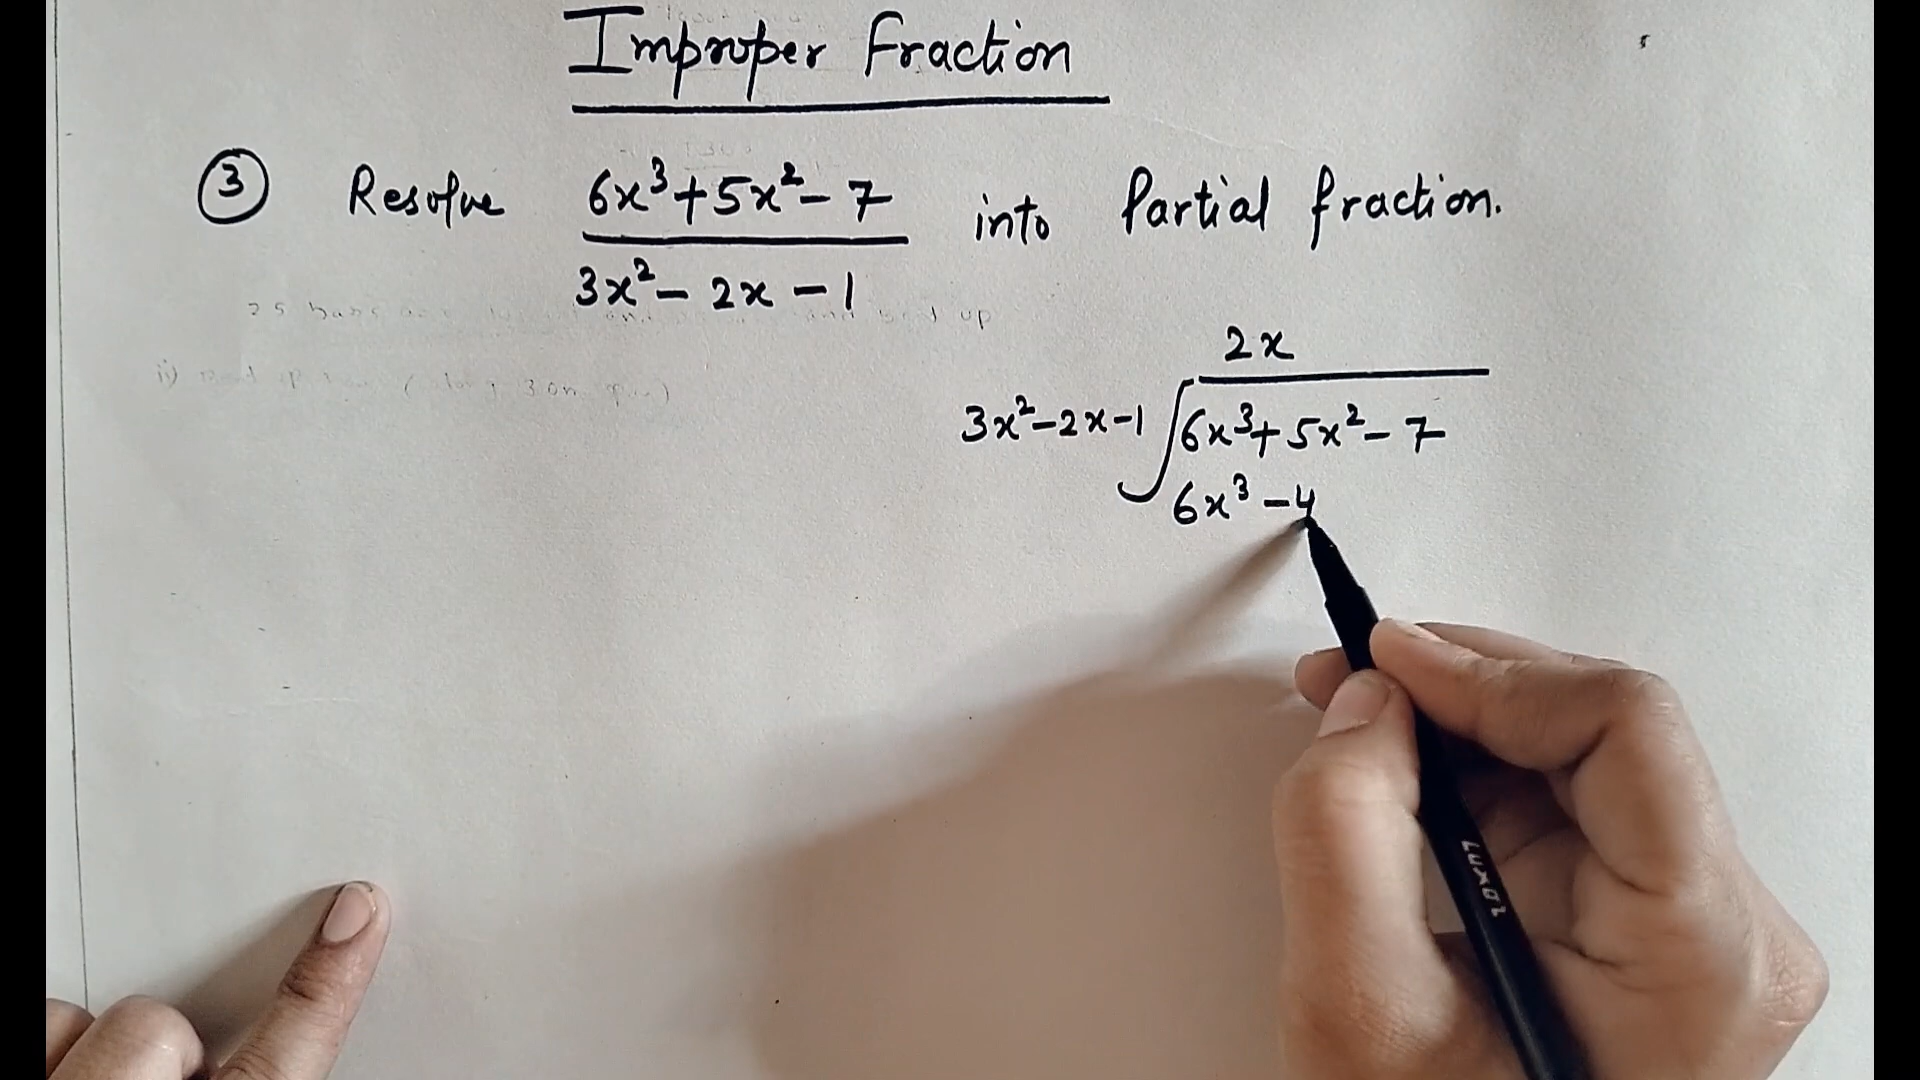 Improper Fraction
③ Resolve 6x³+5x²-7 into Partial fraction.
3x²-2x-1
2x
3x²-2x-1 6x³+5x²-7
6x³-4
LUXOR